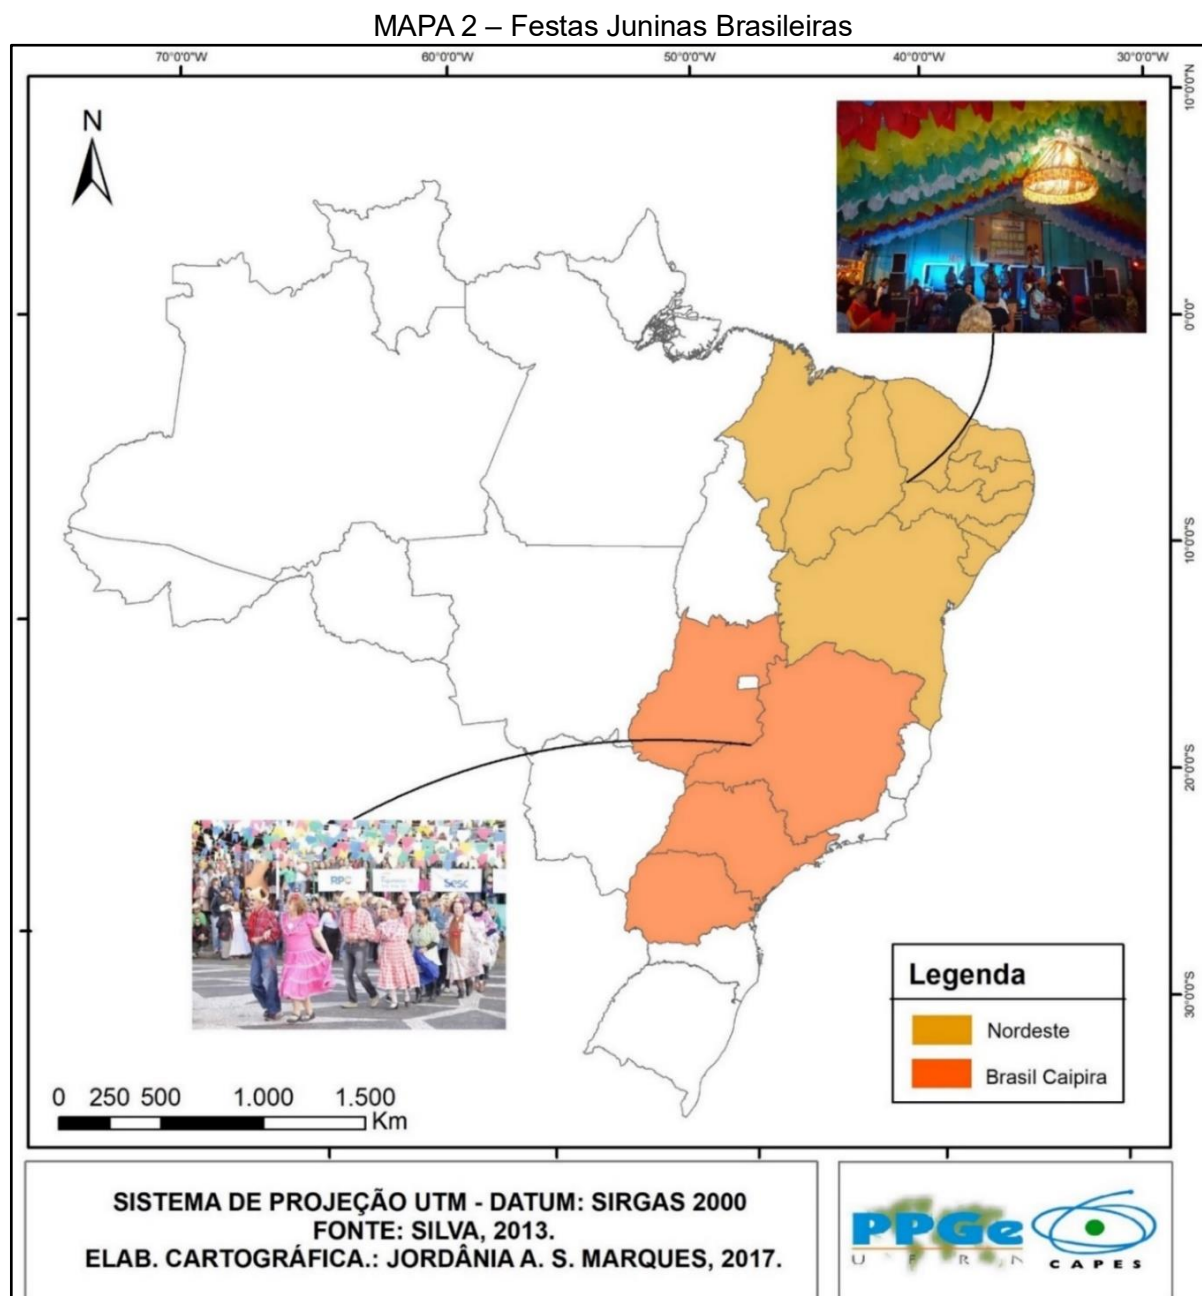 MAPA 2 – Festas Juninas Brasileiras
70°0'0"W 60°0'0"W 50°0'0"W 40°0'0"W 30°0'0"W
10°0'0"N
N
0°0'0"
10°0'0"S
20°0'0"S
RPC
Sesc
30°0'0"S
Legenda
Nordeste
Brasil Caipira
0 250 500 1.000 1.500
Km
SISTEMA DE PROJEÇÃO UTM - DATUM: SIRGAS 2000
FONTE: SILVA, 2013.
ELAB. CARTOGRÁFICA.: JORDÂNIA A. S. MARQUES, 2017.
PPGe
U F R N
CAPES